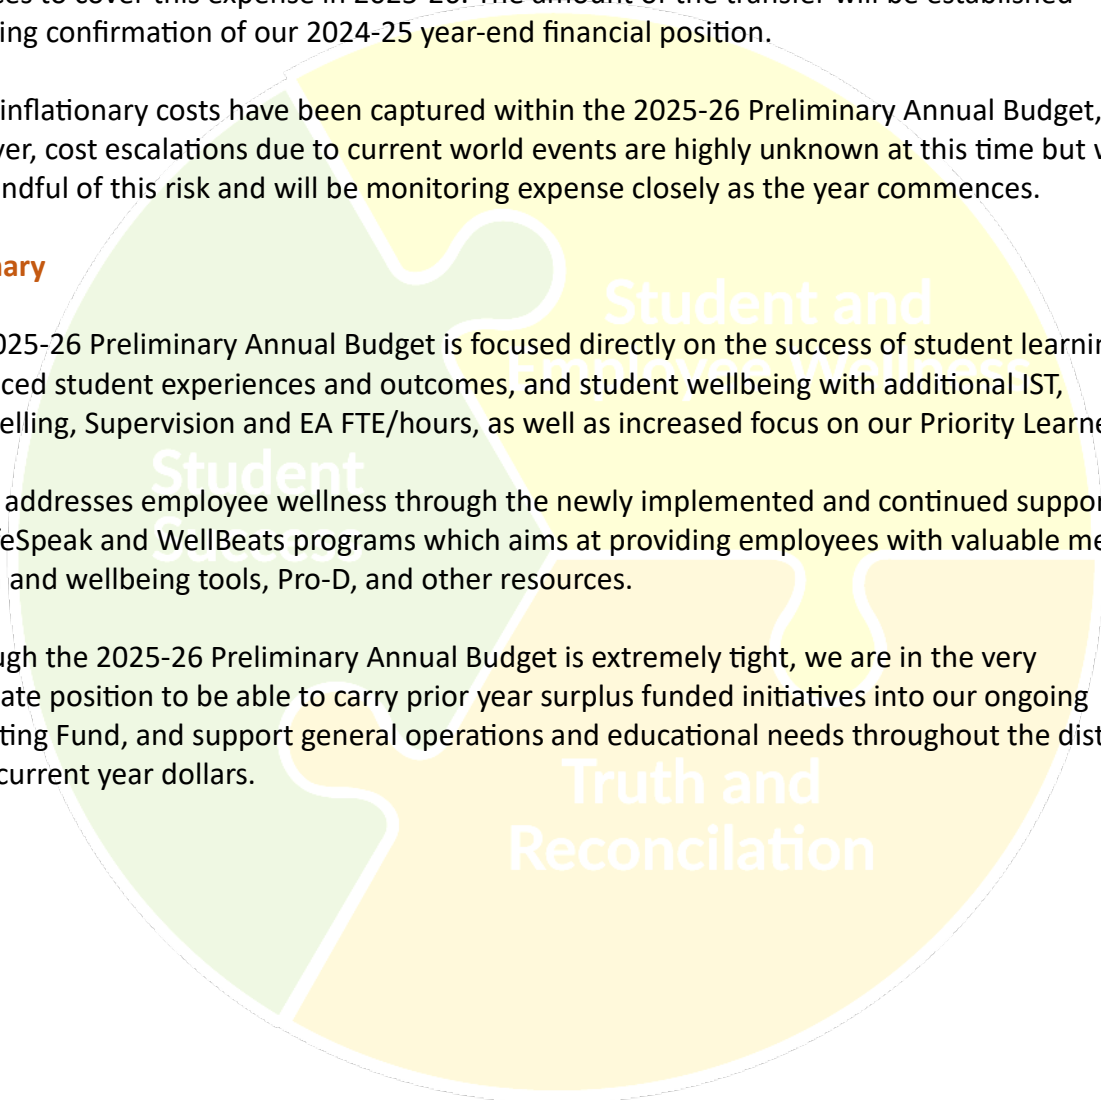 to cover this expense in 2025-26. The amount of the transfer will be established
ing confirmation of our 2024-25 year-end financial position.
inflationary costs have been captured within the 2025-26 Preliminary Annual Budget,
ver, cost escalations due to current world events are highly unknown at this time but
ndful of this risk and will be monitoring expense closely as the year commences.
ary
025-26 Preliminary Annual Budget is focused directly on the success of student learnin
ced student experiences and outcomes, and student wellbeing with additional IST,
elling, Supervision and EA FTE/hours, as well as increased focus on our Priority Learne
addresses employee wellness through the newly implemented and continued suppor
eSpeak and WellBeats programs which aims at providing employees with valuable me
and wellbeing tools, Pro-D, and other resources.
ugh the 2025-26 Preliminary Annual Budget is extremely tight, we are in the very
ate position to be able to carry prior year surplus funded initiatives into our ongoing
ting Fund, and support general operations and educational needs throughout the dist
current year dollars.
Student and
Employee Wellness
Student
Success
Truth and
Reconcilation